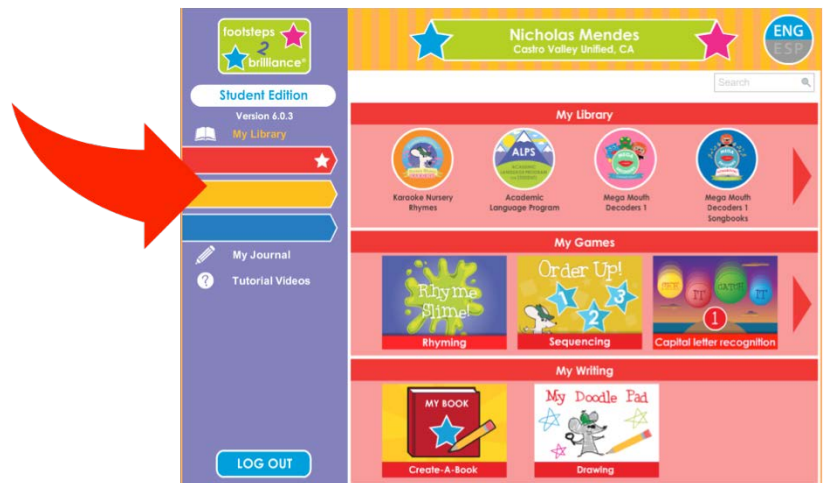 footsteps
2
brilliance®
Student Edition
Version 6.0.3
My Library
My Journal
Tutorial Videos
LOG OUT
Nicholas Mendes
Castro Valley Unified, CA
ENG
ESP
Search
My Library
ALPS
Karaoke Nursery
Rhymes
Academic
Language Program
Mega Mouth
Decoders 1
Mega Mouth
Decoders 1
Songbooks
My Games
Rhyme
Slime!
Rhyming
Order Up!
1
2
3
Sequencing
IT
CATCH
IT
1
Capital letter recognition
My Writing
MY BOOK
Create-A-Book
My Doodle Pad
Drawing